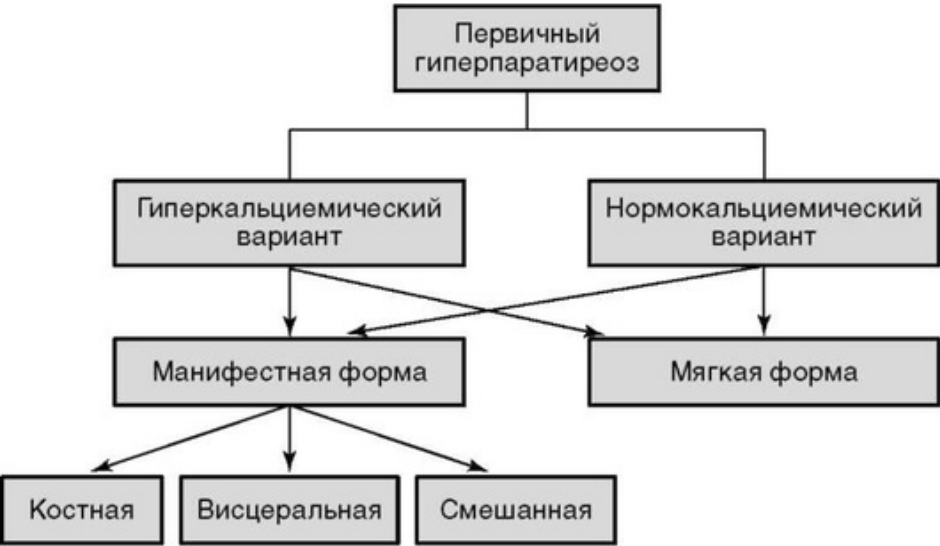 Первичный
гиперпаратиреоз
Гиперкальциемический
вариант
Нормокальциемический
вариант
Манифестная форма
Мягкая форма
Костная
Висцеральная
Смешанная